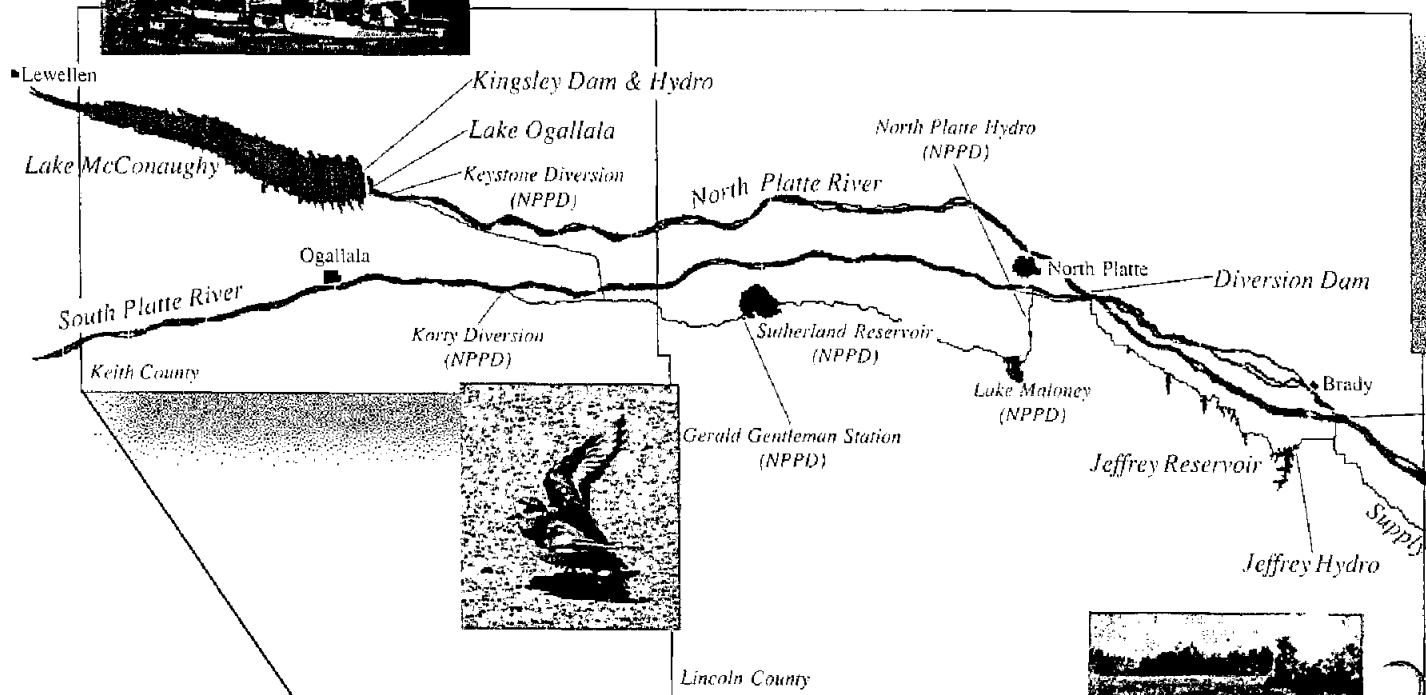 Lewellen
Kingsley Dam & Hydro
Lake Ogallala
Lake McConaughy
Keystone Diversion
(NPPD)
North Platte River
North Platte Hydro
(NPPD)
Ogallala
North Platte
Diversion Dam
South Platte River
Korty Diversion
(NPPD)
Sutherland Reservoir
(NPPD)
Keith County
Lake Maloney
(NPPD)
Brady
Gerald Gentleman Station
(NPPD)
Jeffrey Reservoir
Supply
Jeffrey Hydro
Lincoln County